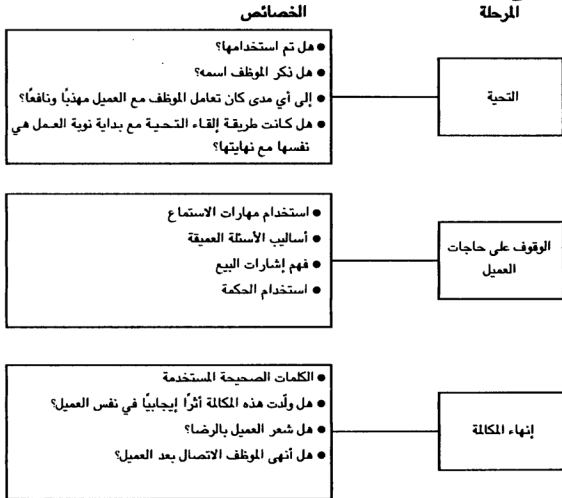 المرحلة
الخصائص
التحية
● هل تم استخدامها؟
● هل ذكر الموظف اسمه؟
● إلى أي مدى كان تعامل الموظف مع العميل مهذبًا ونافعًا؟
● هل كانت طريقة إلقاء التحية مع بداية نوبة العمل هي
نفسها مع نهايتها؟
الوقوف على حاجات
العميل
● استخدام مهارات الاستماع
● أساليب الأسئلة العميقة
● فهم إشارات البيع
● استخدام الحكمة
إنهاء المكالمة
● الكلمات الصحيحة المستخدمة
● هل ولّدت هذه المكالمة أثرًا إيجابيًا في نفس العميل؟
● هل شعر العميل بالرضا؟
● هل أنهى الموظف الاتصال بعد العميل؟